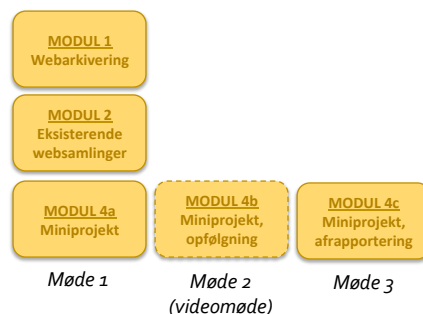 MODUL 1
Webarkivering
MODUL 2
Eksisterende
websamlinger
MODUL 4a
Miniprojekt
MODUL 4b
Miniprojekt,
opfølgning
MODUL 4c
Miniprojekt,
afrapportering
Møde 1
Møde 2
(videomøde)
Møde 3